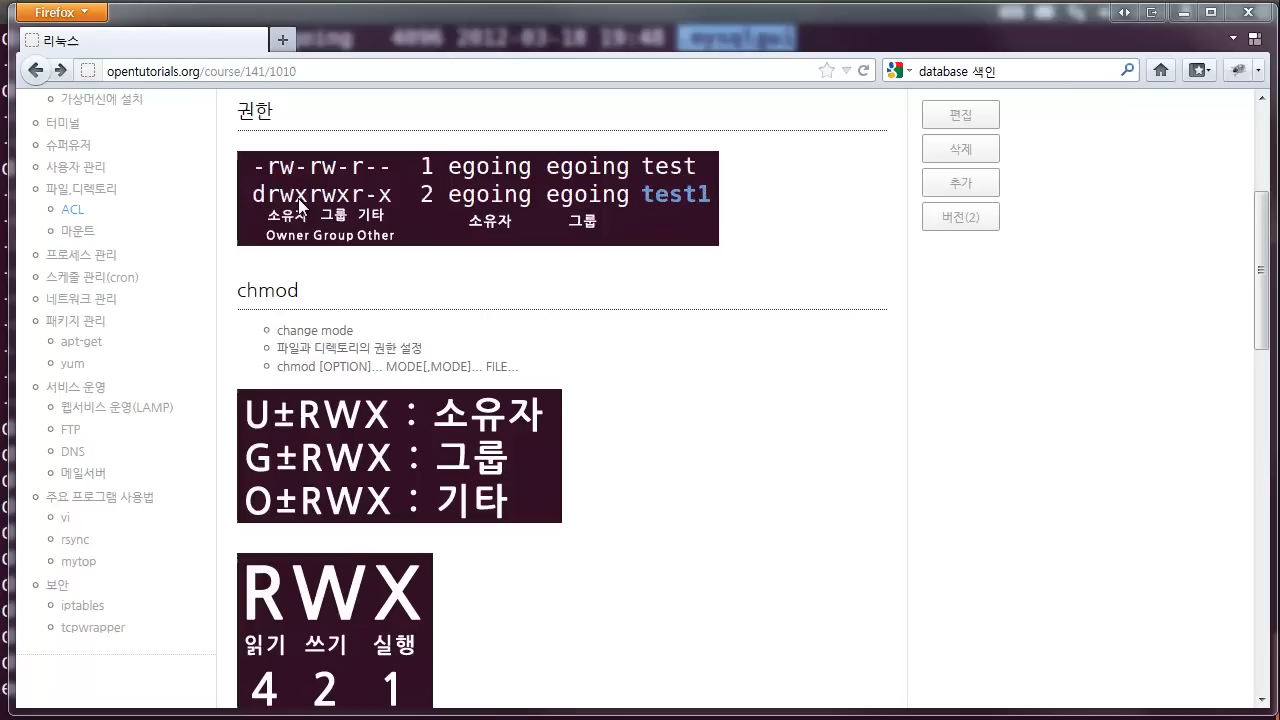 Firefox
4096 2012-03-18 19:48
리눅스
opentutorials.org/course/141/1010
database 색인
가상머신에 설치
터미널
슈퍼유저
사용자 관리
파일,디렉토리
ACL
마운트
프로세스 관리
스케줄 관리(cron)
네트워크 관리
패키지 관리
apt-get
yum
서비스 운영
웹서비스 운영(LAMP)
FTP
DNS
메일서버
주요 프로그램 사용법
vi
rsync
mytop
보안
iptables
tcpwrapper
권한
-rw-rw-r-- 1 egoing egoing test
drwxrwxr-x 2 egoing egoing test1
소유자 그룹 기타 소유자 그룹
Owner Group Other
chmod
change mode
파일과 디렉토리의 권한 설정
chmod [OPTION]... MODE[,MODE]... FILE...
U±RWX : 소유자
G±RWX : 그룹
O±RWX : 기타
RWX
읽기 쓰기 실행
4 2 1
편집
삭제
추가
버전(2)